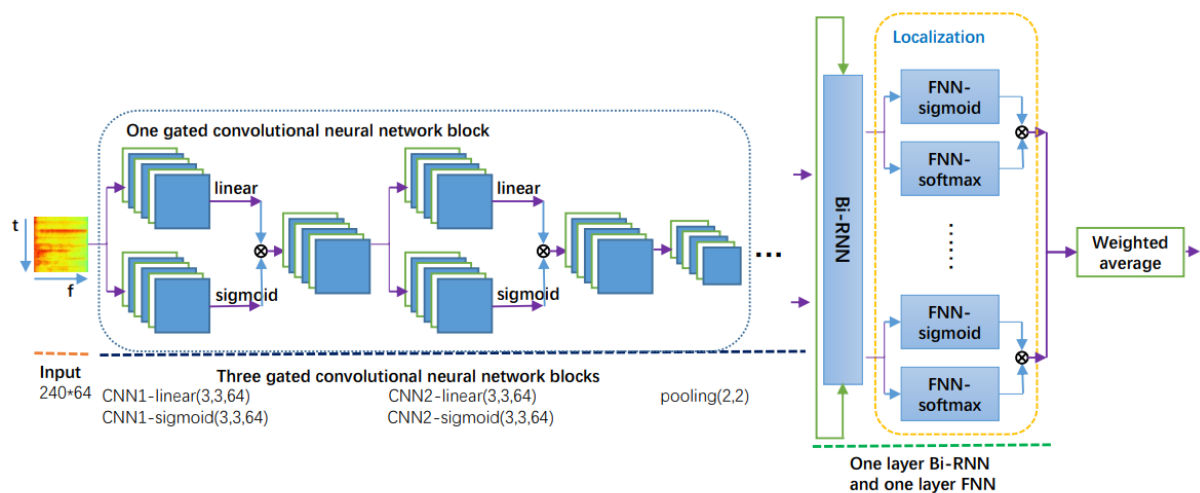 One gated convolutional neural network block
linear
linear
t
f
sigmoid
sigmoid
...
Input
240*64
Three gated convolutional neural network blocks
CNN1-linear(3,3,64)
CNN1-sigmoid(3,3,64)
CNN2-linear(3,3,64)
CNN2-sigmoid(3,3,64)
pooling(2,2)
Bi-RNN
Localization
FNN-
sigmoid
FNN-
softmax
......
FNN-
sigmoid
FNN-
softmax
Weighted
average
One layer Bi-RNN
and one layer FNN